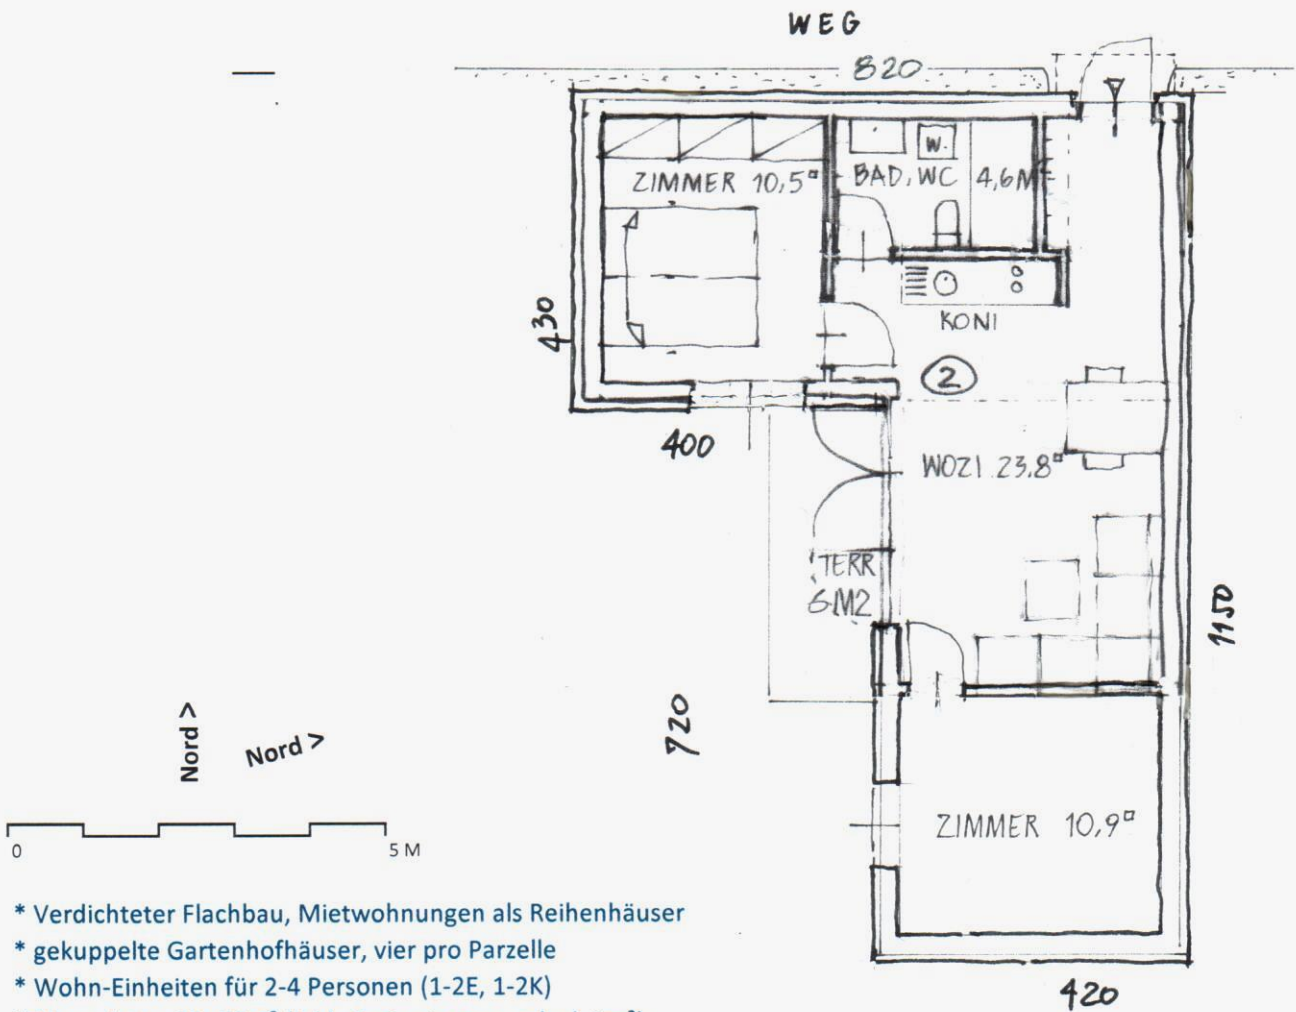 WEG
820
ZIMMER 10,5▫
BAD, WC 4,6M
W.
430
KONI
2
400
WOZI 23.8▫
TERR
6M2
1150
720
Nord >
Nord >
ZIMMER 10,9▫
0 5 M
420
* Verdichteter Flachbau, Mietwohnungen als Reihenhäuser
* gekuppelte Gartenhofhäuser, vier pro Parzelle
* Wohn-Einheiten für 2-4 Personen (1-2E, 1-2K)